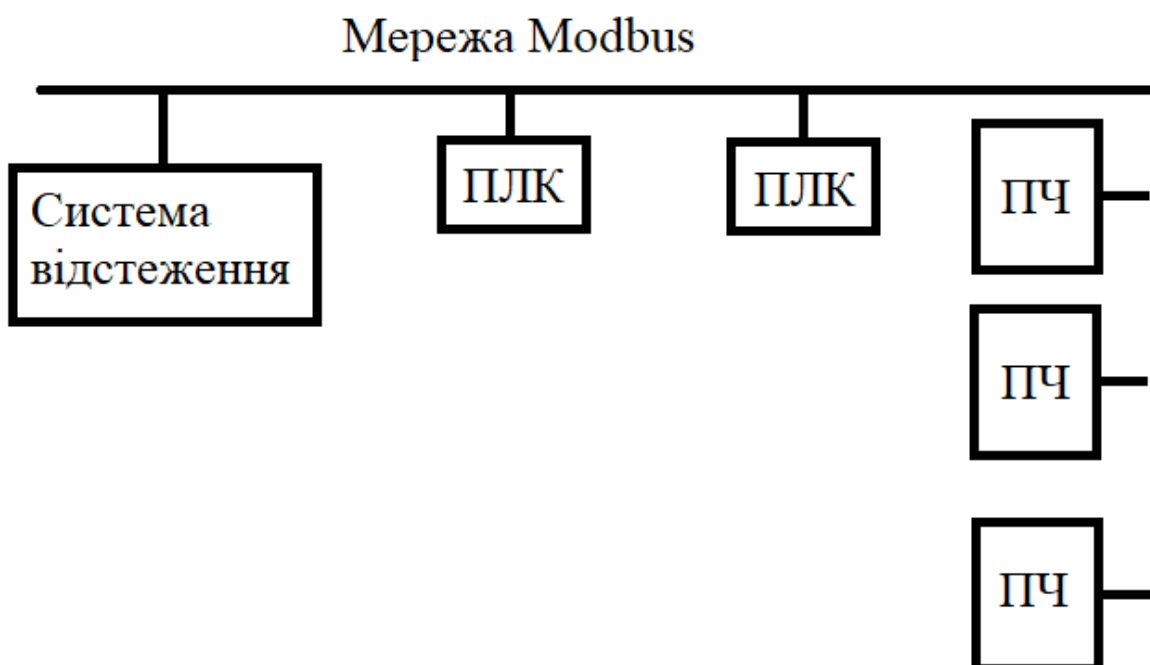 Мережа Modbus
Система
відстеження
ПЛК
ПЛК
ПЧ
ПЧ
ПЧ